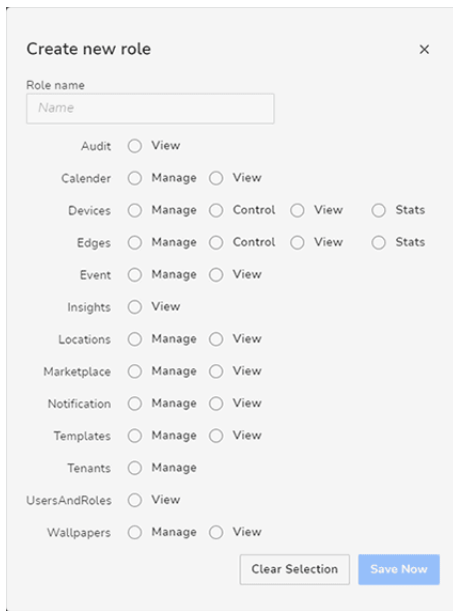 Create new role ×
Role name
Name
Audit View
Calender Manage View
Devices Manage Control View Stats
Edges Manage Control View Stats
Event Manage View
Insights View
Locations Manage View
Marketplace Manage View
Notification Manage View
Templates Manage View
Tenants Manage
UsersAndRoles View
Wallpapers Manage View
Clear Selection Save Now